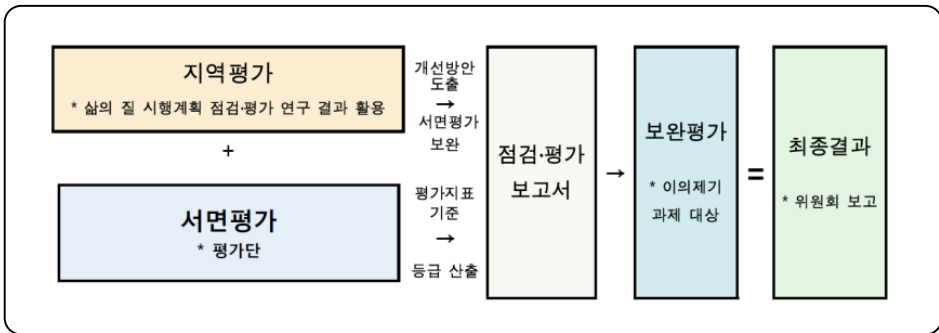 지역평가
* 삶의 질 시행계획 점검·평가 연구 결과 활용
+
서면평가
* 평가단
개선방안
도출
→
서면평가
보완
평가지표
기준
→
등급 산출
점검·평가
보고서
→
보완평가
* 이의제기
과제 대상
=
최종결과
* 위원회 보고